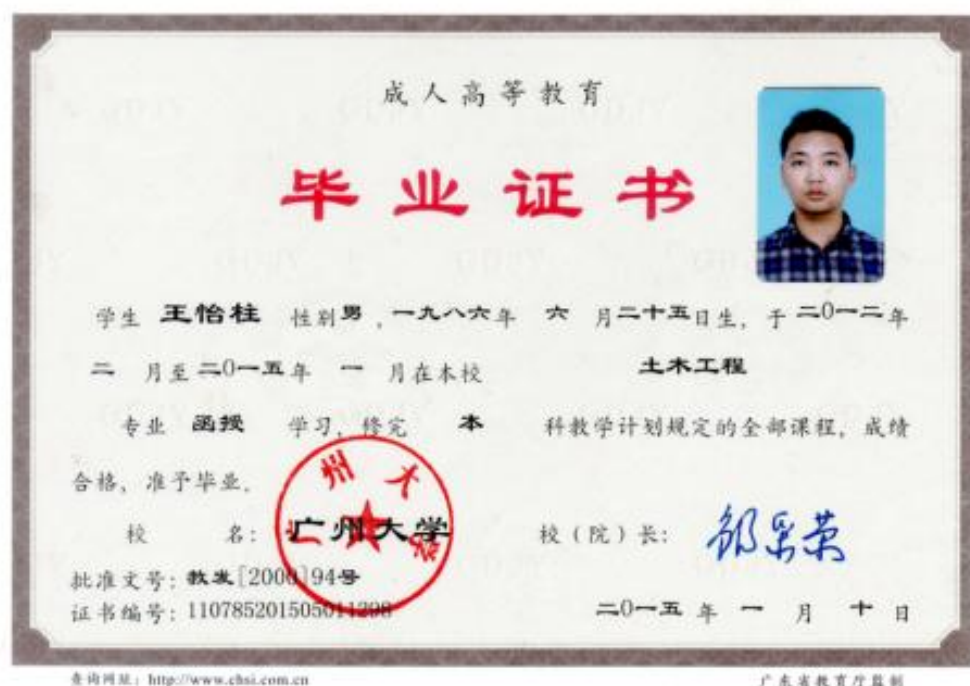 成人高等教育
毕业证书
学生 王怡柱 性别男,一九八六年 六 月二十五日生,于二0一二年
二 月至二0一五年 一 月在本校 土木工程
专业 函授 学习、修完 本 科教学计划规定的全部课程,成绩
合格、准予毕业。
校 名: 广州大学 校(院)长:
广州大学
批准文号:教发[2000]94号
证书编号:110785201505011298 二0一五年 一 月 十 日
查询网址:http://www.chsi.com.cn 广东省教育厅监制